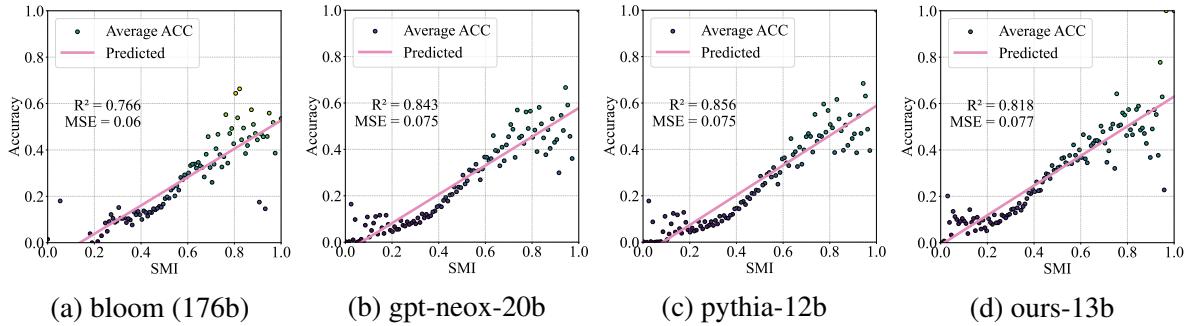 1.0
0.8
0.6
0.4
0.2
0.0
Accuracy
Average ACC
Predicted
R² = 0.766
MSE = 0.06
0.0 0.2 0.4 0.6 0.8 1.0
SMI
(a) bloom (176b)
1.0
0.8
0.6
0.4
0.2
0.0
Accuracy
Average ACC
Predicted
R² = 0.843
MSE = 0.075
0.0 0.2 0.4 0.6 0.8 1.0
SMI
(b) gpt-neox-20b
1.0
0.8
0.6
0.4
0.2
0.0
Accuracy
Average ACC
Predicted
R² = 0.856
MSE = 0.075
0.0 0.2 0.4 0.6 0.8 1.0
SMI
(c) pythia-12b
1.0
0.8
0.6
0.4
0.2
0.0
Accuracy
Average ACC
Predicted
R² = 0.818
MSE = 0.077
0.0 0.2 0.4 0.6 0.8 1.0
SMI
(d) ours-13b